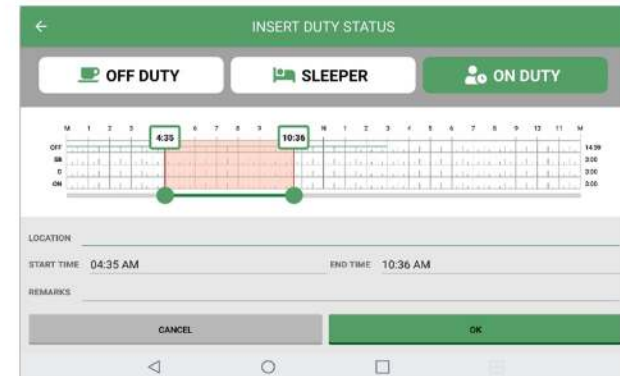 INSERT DUTY STATUS
OFF DUTY SLEEPER ON DUTY
M 1 2 3 4:35 6 7 8 9 10:36 N 1 2 3 4 5 6 7 8 9 10 11 M
OFF 14:39
SB 3:00
D 3:00
ON 3:00
LOCATION
START TIME 04:35 AM END TIME 10:36 AM
REMARKS
CANCEL OK